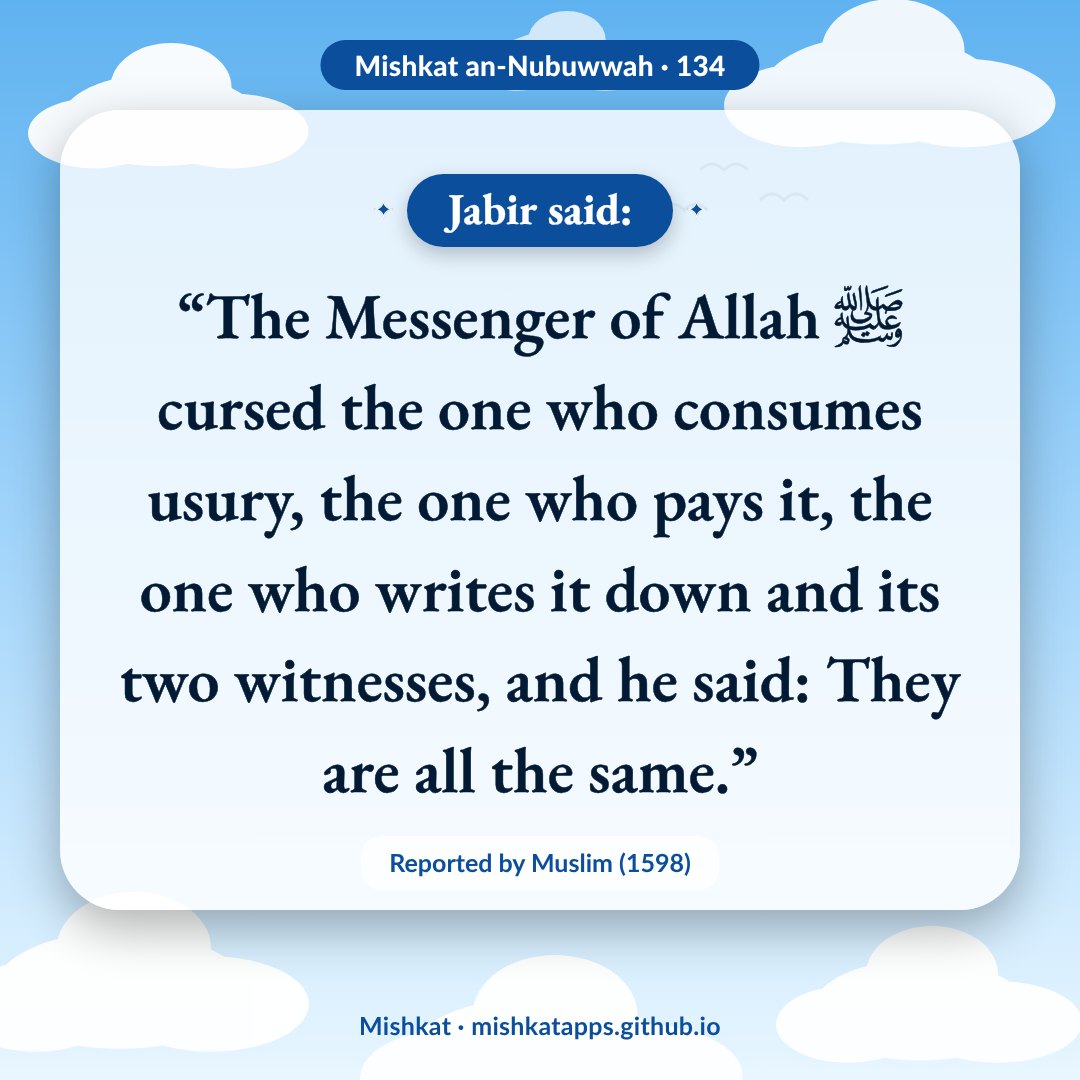 Mishkat an-Nubuwwah · 134
Jabir said:
“The Messenger of Allah ﷺ
cursed the one who consumes
usury, the one who pays it, the
one who writes it down and its
two witnesses, and he said: They
are all the same.”
Reported by Muslim (1598)
Mishkat · mishkatapps.github.io